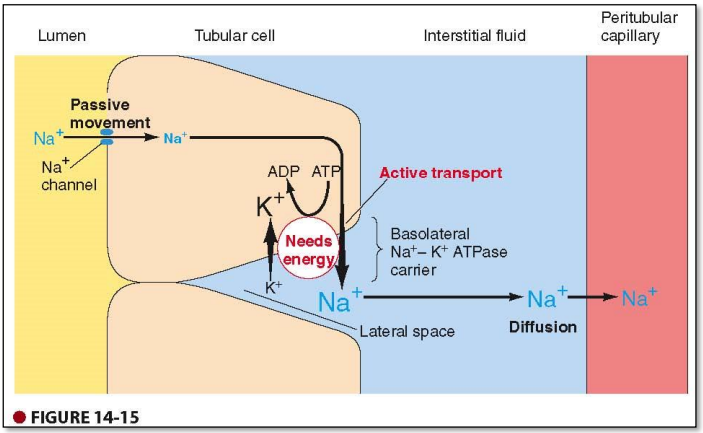 Lumen
Tubular cell
Interstitial fluid
Peritubular
capillary
Passive
movement
Na⁺
Na⁺
Na⁺
channel
ADP
ATP
Active transport
K⁺
Needs
energy
Basolateral
Na⁺– K⁺ ATPase
carrier
K⁺
Na⁺
Na⁺
Na⁺
Lateral space
Diffusion
FIGURE 14-15